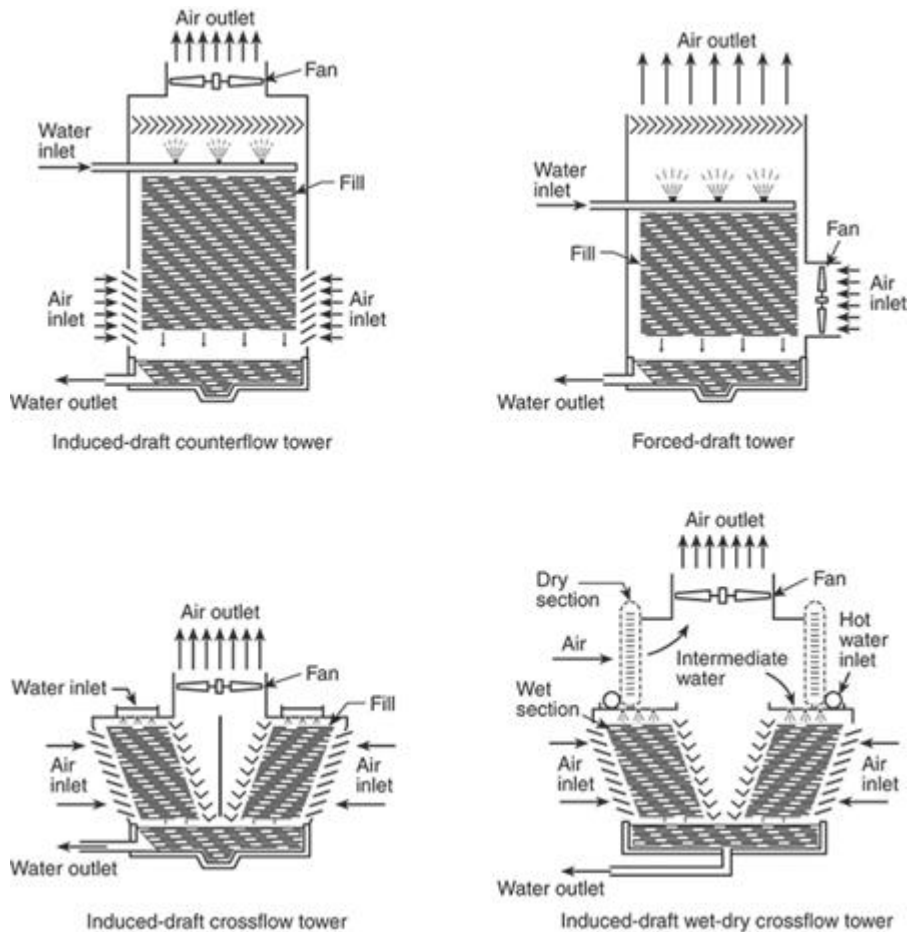 Air outlet
Fan
Water
inlet
Fill
Air
inlet
Air
inlet
Water outlet
Induced-draft counterflow tower
Air outlet
Water
inlet
Fan
Fill
Air
inlet
Water outlet
Forced-draft tower
Air outlet
Fan
Water inlet
Fill
Air
inlet
Air
inlet
Water outlet
Induced-draft crossflow tower
Air outlet
Dry
section
Fan
Hot
water
inlet
Air
Intermediate
water
Wet
section
Air
inlet
Air
inlet
Water outlet
Induced-draft wet-dry crossflow tower